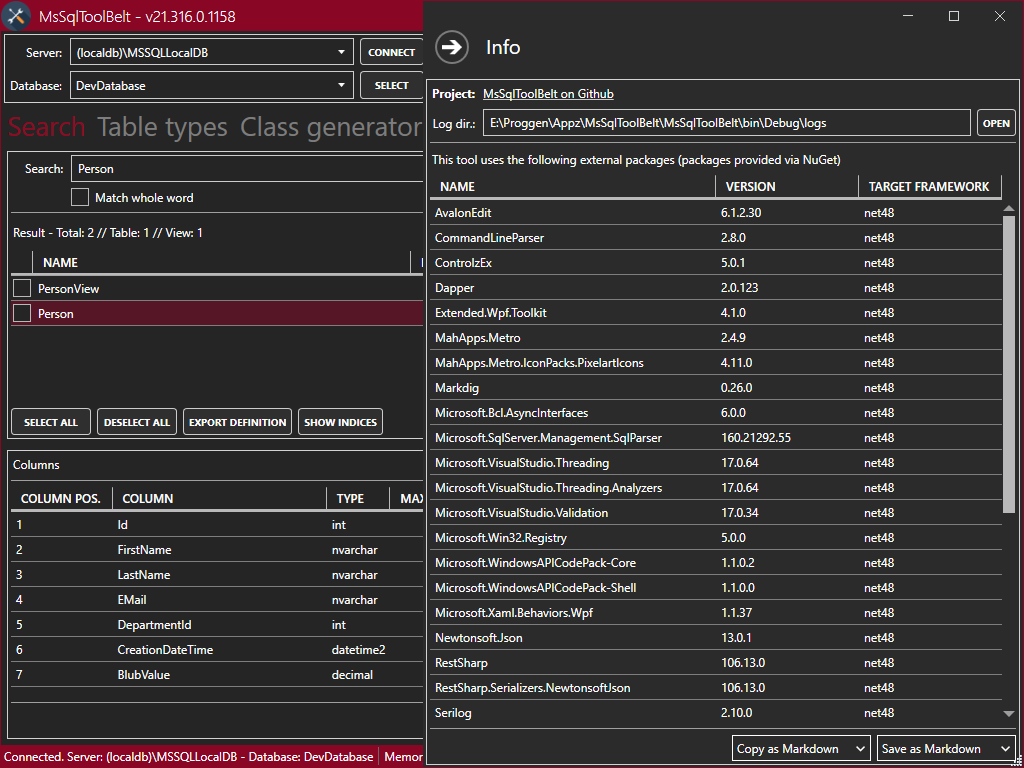 MsSqlToolBelt - v21.316.0.1158
Server: (localdb)\MSSQLLocalDB CONNECT
Database: DevDatabase SELECT
Search Table types Class generator
Search: Person
Match whole word
Result - Total: 2 // Table: 1 // View: 1
NAME
PersonView
Person
SELECT ALL DESELECT ALL EXPORT DEFINITION SHOW INDICES
Columns
COLUMN POS. COLUMN TYPE MAX
1 Id int
2 FirstName nvarchar
3 LastName nvarchar
4 EMail nvarchar
5 DepartmentId int
6 CreationDateTime datetime2
7 BlubValue decimal
Connected. Server: (localdb)\MSSQLLocalDB - Database: DevDatabase Memor
Info
Project: MsSqlToolBelt on Github
Log dir.: E:\Proggen\Appz\MsSqlToolBelt\MsSqlToolBelt\bin\Debug\logs OPEN
This tool uses the following external packages (packages provided via NuGet)
NAME VERSION TARGET FRAMEWORK
AvalonEdit 6.1.2.30 net48
CommandLineParser 2.8.0 net48
ControlzEx 5.0.1 net48
Dapper 2.0.123 net48
Extended.Wpf.Toolkit 4.1.0 net48
MahApps.Metro 2.4.9 net48
MahApps.Metro.IconPacks.PixelartIcons 4.11.0 net48
Markdig 0.26.0 net48
Microsoft.Bcl.AsyncInterfaces 6.0.0 net48
Microsoft.SqlServer.Management.SqlParser 160.21292.55 net48
Microsoft.VisualStudio.Threading 17.0.64 net48
Microsoft.VisualStudio.Threading.Analyzers 17.0.64 net48
Microsoft.VisualStudio.Validation 17.0.34 net48
Microsoft.Win32.Registry 5.0.0 net48
Microsoft.WindowsAPICodePack-Core 1.1.0.2 net48
Microsoft.WindowsAPICodePack-Shell 1.1.0.0 net48
Microsoft.Xaml.Behaviors.Wpf 1.1.37 net48
Newtonsoft.Json 13.0.1 net48
RestSharp 106.13.0 net48
RestSharp.Serializers.NewtonsoftJson 106.13.0 net48
Serilog 2.10.0 net48
Copy as Markdown Save as Markdown